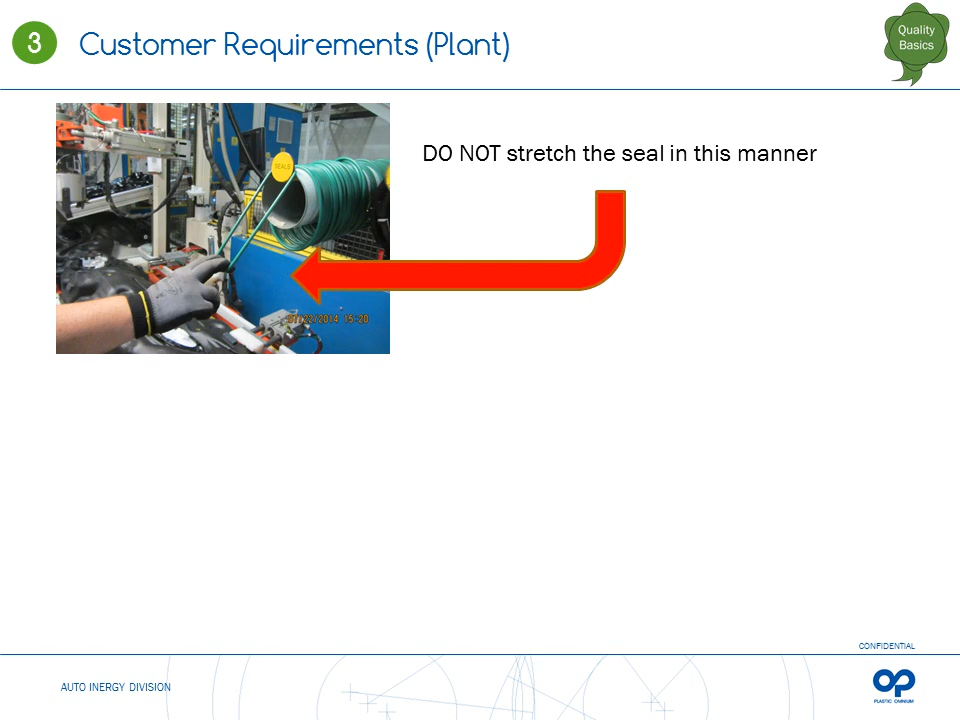 3
Customer Requirements (Plant)
Quality
Basics
SEALS
DO NOT stretch the seal in this manner
CONFIDENTIAL
AUTO INERGY DIVISION
PLASTIC OMNIUM